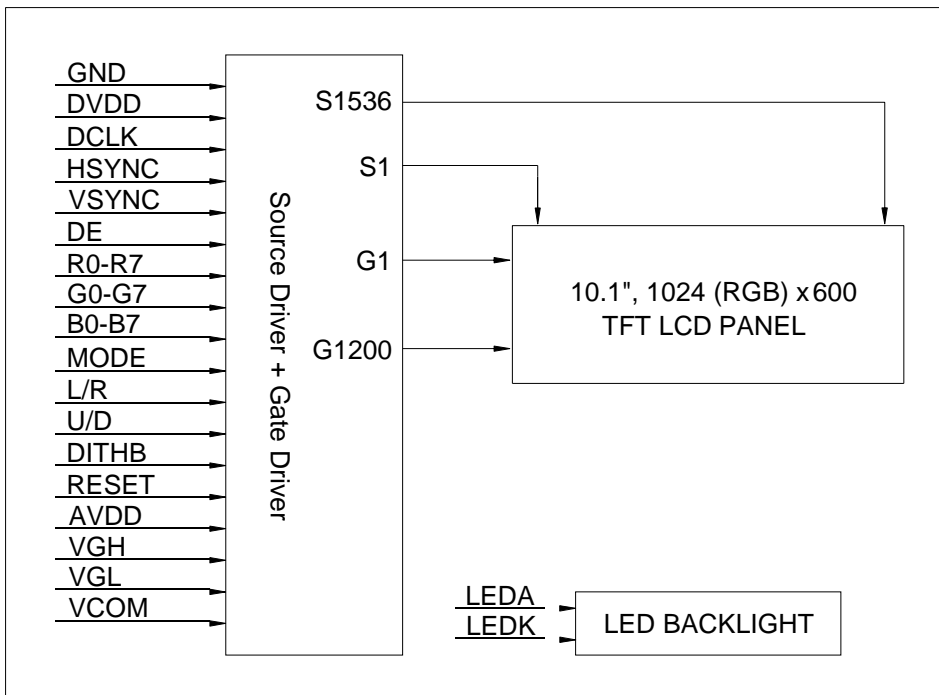 GND
DVDD
DCLK
HSYNC
VSYNC
DE
R0-R7
G0-G7
B0-B7
MODE
L/R
U/D
DITHB
RESET
AVDD
VGH
VGL
VCOM
Source Driver + Gate Driver
S1536
S1
G1
G1200
10.1", 1024 (RGB) x 600
TFT LCD PANEL
LEDA
LEDK
LED BACKLIGHT